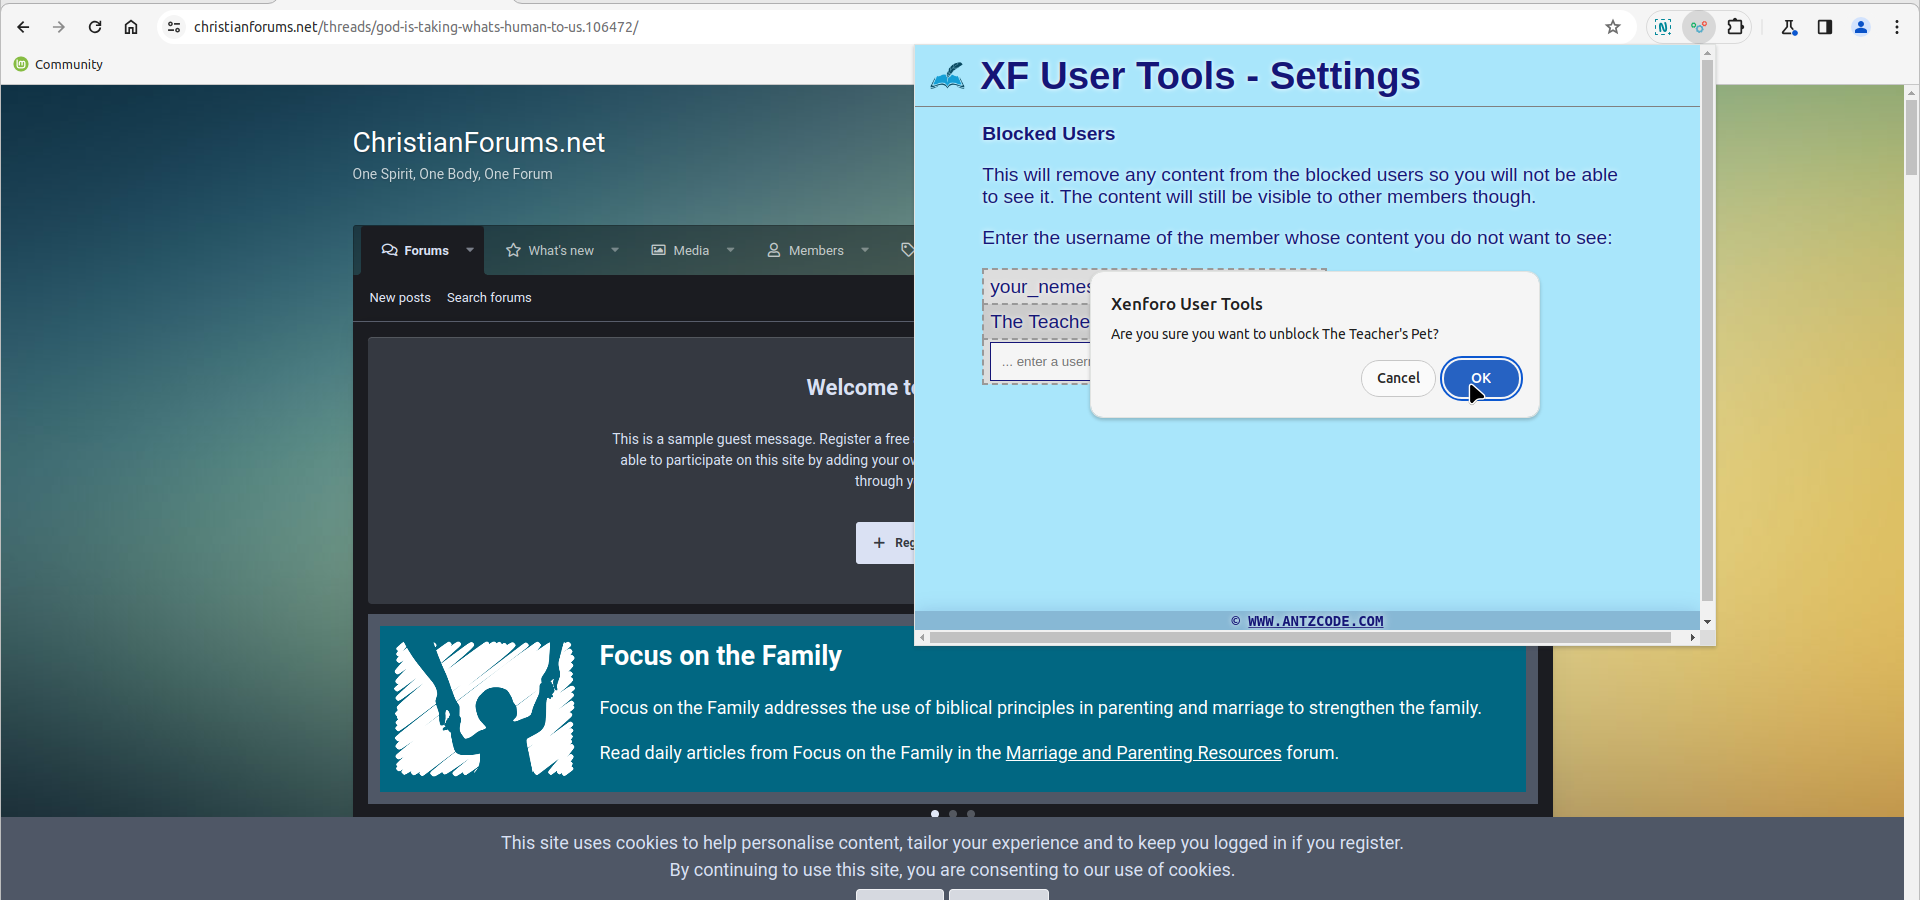 christianforums.net/threads/god-is-taking-whats-human-to-us.106472/
Community
ChristianForums.net
One Spirit, One Body, One Forum
Forums
What's new
Media
Members
New posts
Search forums
Welcome to
This is a sample guest message. Register a free
able to participate on this site by adding your
through
XF User Tools - Settings
Blocked Users
This will remove any content from the blocked users so you will not be able
to see it. The content will still be visible to other members though.
Enter the username of the member whose content you do not want to see:
your_nemes
The Teache
... enter a user
Xenforo User Tools
Are you sure you want to unblock The Teacher's Pet?
Cancel
OK
© WWW.ANTZCODE.COM
Focus on the Family
Focus on the Family addresses the use of biblical principles in parenting and marriage to strengthen the family.
Read daily articles from Focus on the Family in the Marriage and Parenting Resources forum.
This site uses cookies to help personalise content, tailor your experience and to keep you logged in if you register.
By continuing to use this site, you are consenting to our use of cookies.